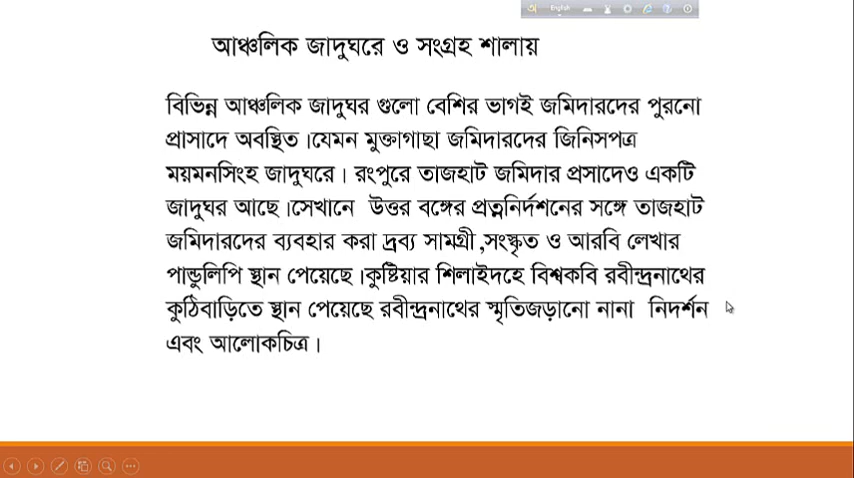 English
আঞ্চলিক জাদুঘরে ও সংগ্রহ শালায়
বিভিন্ন আঞ্চলিক জাদুঘর গুলো বেশির ভাগই জমিদারদের পুরনো
প্রাসাদে অবস্থিত।যেমন মুক্তাগাছা জমিদারদের জিনিসপত্র
ময়মনসিংহ জাদুঘরে। রংপুরে তাজহাট জমিদার প্রসাদেও একটি
জাদুঘর আছে।সেখানে উত্তর বঙ্গের প্রত্ননির্দশনের সঙ্গে তাজহাট
জমিদারদের ব্যবহার করা দ্রব্য সামগ্রী,সংস্কৃত ও আরবি লেখার
পান্ডুলিপি স্থান পেয়েছে।কুষ্টিয়ার শিলাইদহে বিশ্বকবি রবীন্দ্রনাথের
কুঠিবাড়িতে স্থান পেয়েছে রবীন্দ্রনাথের স্মৃতিজড়ানো নানা নিদর্শন
এবং আলোকচিত্র।